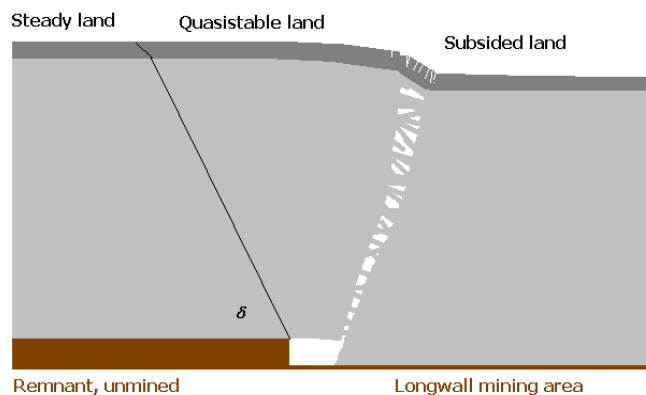 Steady land
Quasistable land
Subsided land
δ
Remnant, unmined
Longwall mining area